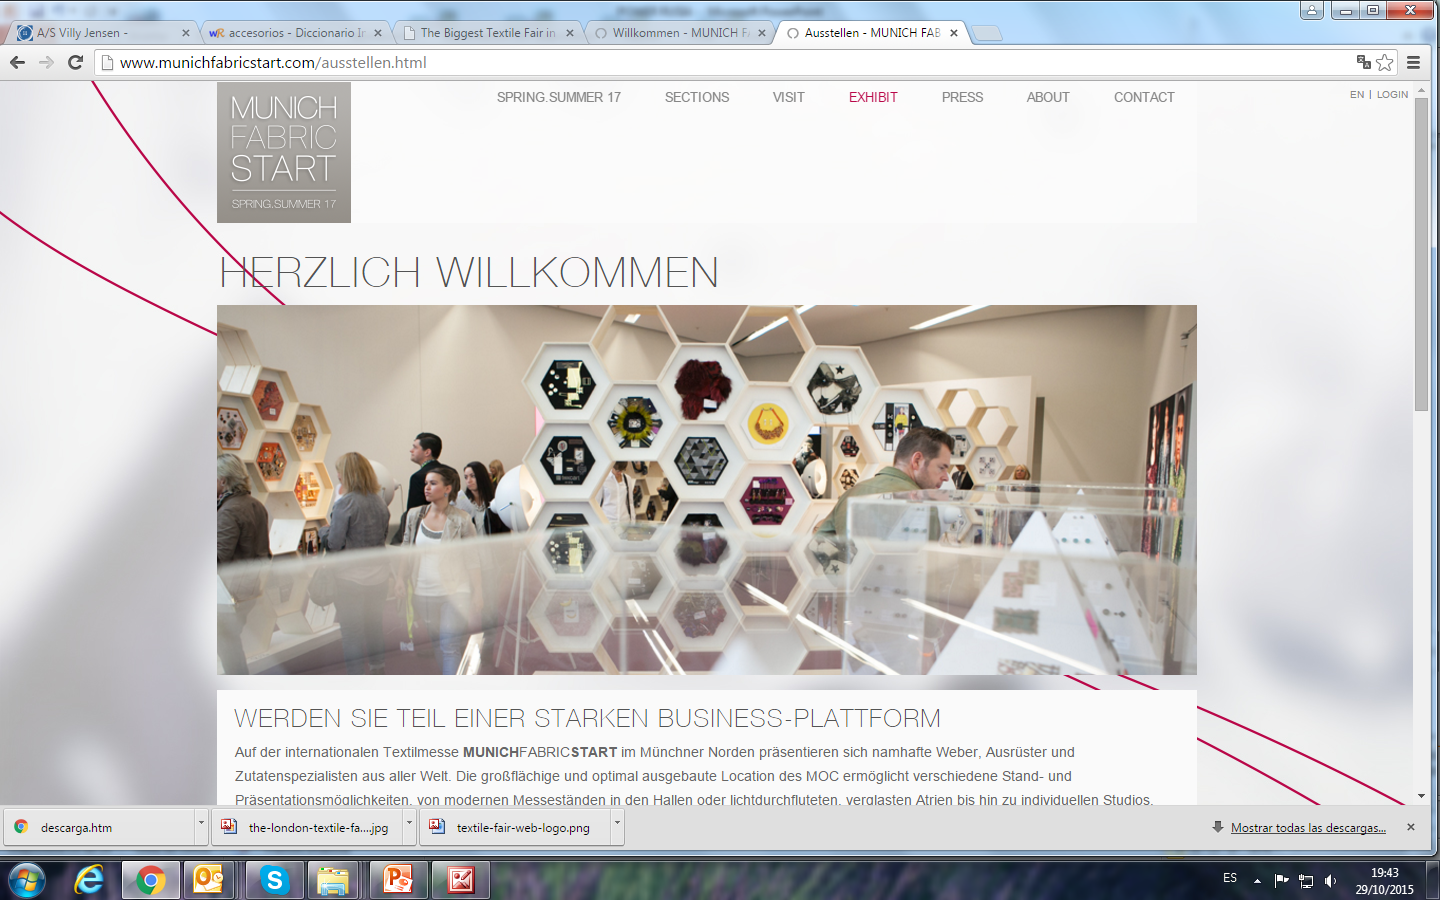 A/S Villy Jensen -
accesorios - Diccionario In
The Biggest Textile Fair in
Willkommen - MUNICH FA
Ausstellen - MUNICH FAB
www.munichfabricstart.com/ausstellen.html
MUNICH
FABRIC
START
SPRING.SUMMER 17
SPRING.SUMMER 17 SECTIONS VISIT EXHIBIT PRESS ABOUT CONTACT
EN | LOGIN
HERZLICH WILLKOMMEN
WERDEN SIE TEIL EINER STARKEN BUSINESS-PLATTFORM
Auf der internationalen Textilmesse MUNICHFABRICSTART im Münchner Norden präsentieren sich namhafte Weber, Ausrüster und
Zutatenspezialisten aus aller Welt. Die großflächige und optimal ausgebaute Location des MOC ermöglicht verschiedene Stand- und
Präsentationsmöglichkeiten, von modernen Messeständen in den Hallen oder lichtdurchfluteten, verglasten Atrien bis hin zu individuellen Studios.
descarga.htm
the-london-textile-fa....jpg
textile-fair-web-logo.png
Mostrar todas las descargas...
ES
19:43
29/10/2015